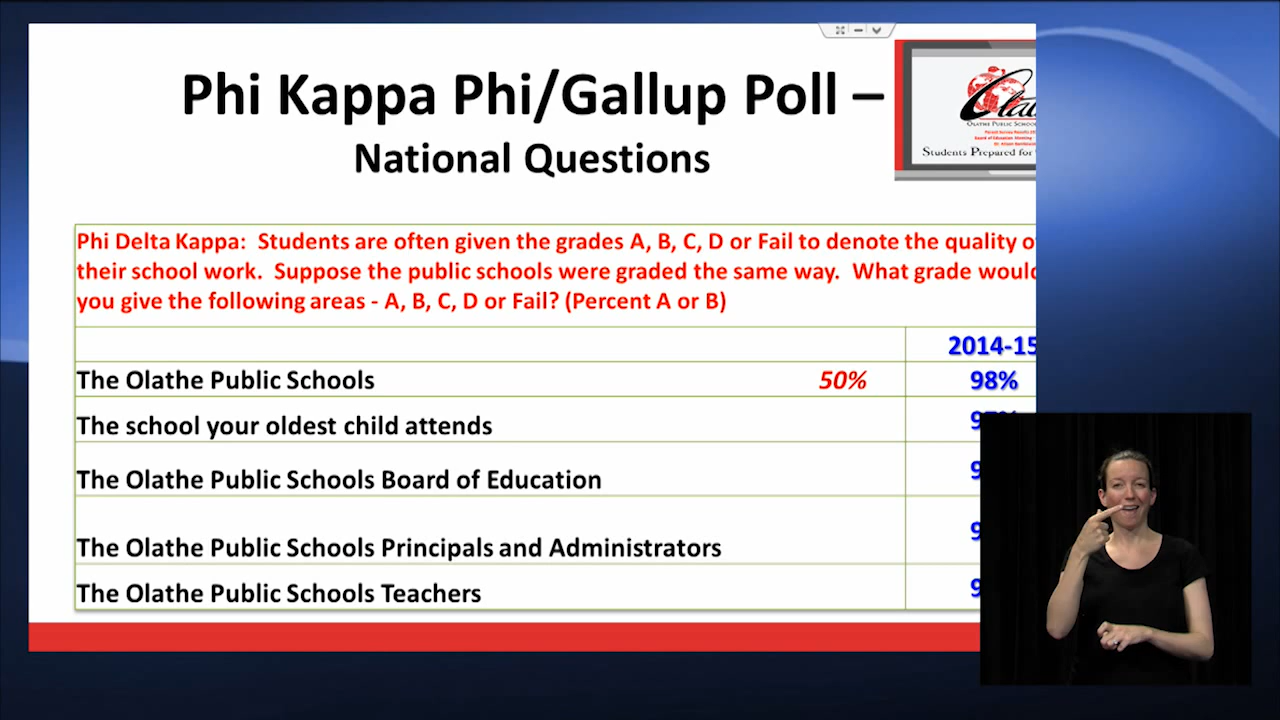 Phi Kappa Phi/Gallup Poll –
National Questions
OLATHE PUBLIC
Students Prepared for
Phi Delta Kappa: Students are often given the grades A, B, C, D or Fail to denote the quality
their school work. Suppose the public schools were graded the same way. What grade would
you give the following areas - A, B, C, D or Fail? (Percent A or B)
2014-15
The Olathe Public Schools 50% 98%
The school your oldest child attends
The Olathe Public Schools Board of Education
The Olathe Public Schools Principals and Administrators
The Olathe Public Schools Teachers